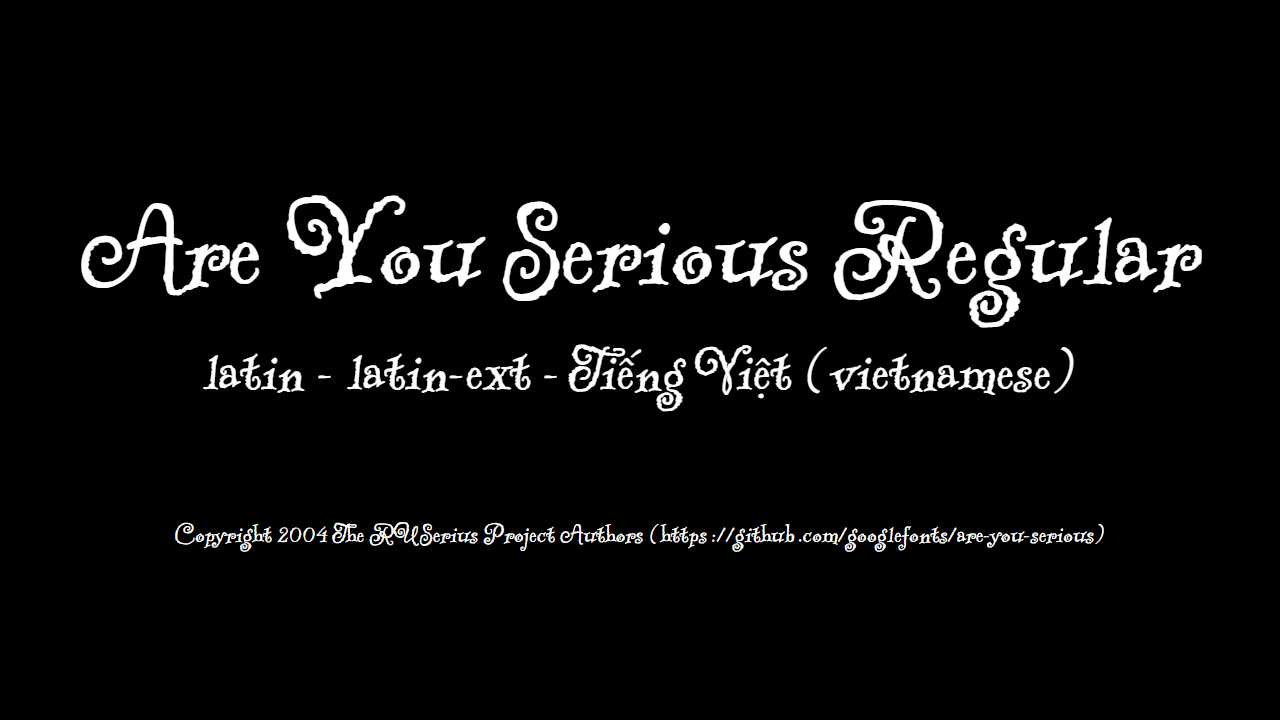 Are You Serious Regular
latin - latin-ext - Tiếng Việt (vietnamese)
Copyright 2004 The RUSerius Project Authors (https://github.com/googlefonts/are-you-serious)